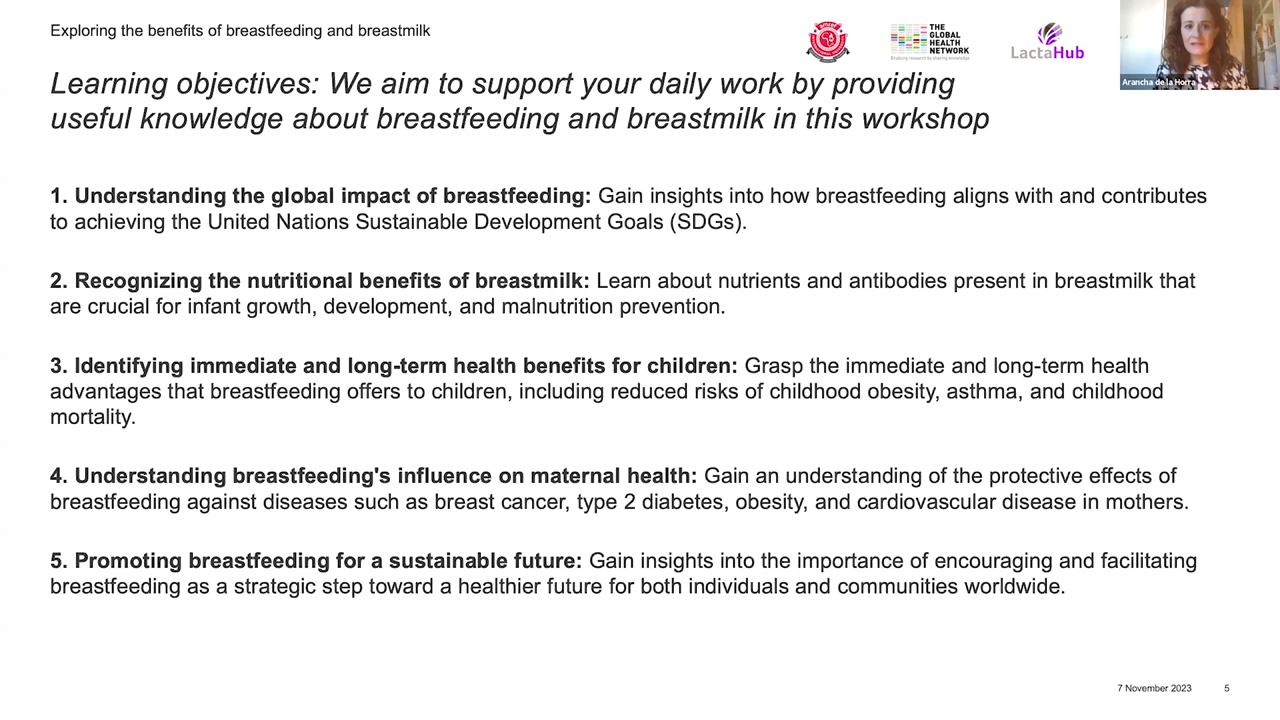 Exploring the benefits of breastfeeding and breastmilk
THE
GLOBAL
HEALTH
NETWORK
Enabling research by sharing knowledge
LactaHub
Arancha de la Horra
Learning objectives: We aim to support your daily work by providing
useful knowledge about breastfeeding and breastmilk in this workshop
1. Understanding the global impact of breastfeeding: Gain insights into how breastfeeding aligns with and contributes
to achieving the United Nations Sustainable Development Goals (SDGs).
2. Recognizing the nutritional benefits of breastmilk: Learn about nutrients and antibodies present in breastmilk that
are crucial for infant growth, development, and malnutrition prevention.
3. Identifying immediate and long-term health benefits for children: Grasp the immediate and long-term health
advantages that breastfeeding offers to children, including reduced risks of childhood obesity, asthma, and childhood
mortality.
4. Understanding breastfeeding's influence on maternal health: Gain an understanding of the protective effects of
breastfeeding against diseases such as breast cancer, type 2 diabetes, obesity, and cardiovascular disease in mothers.
5. Promoting breastfeeding for a sustainable future: Gain insights into the importance of encouraging and facilitating
breastfeeding as a strategic step toward a healthier future for both individuals and communities worldwide.
7 November 2023
5